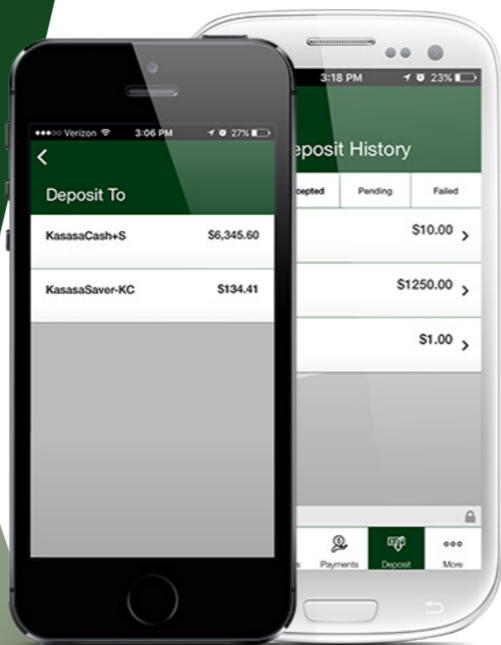 Verizon 3:06 PM 27%
Deposit To
KasasaCash+S $6,345.60
KasasaSaver-KC $134.41
3:18 PM 23%
eposit History
cepted Pending Failed
$10.00
$1250.00
$1.00
s Payments Deposit More